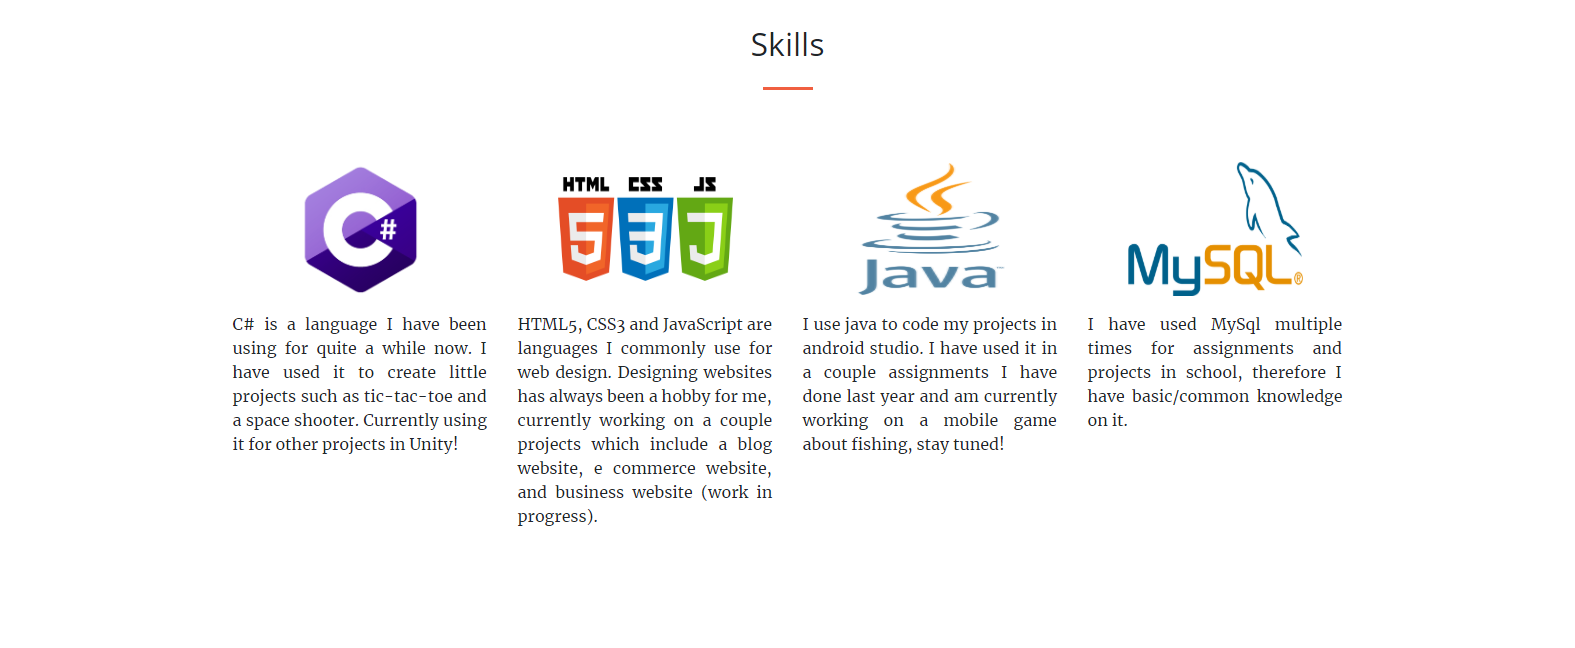 Skills
C#
HTML CSS JS
5 3 J
Java™
MySQL®
C# is a language I have been
using for quite a while now. I
have used it to create little
projects such as tic-tac-toe and
a space shooter. Currently using
it for other projects in Unity!
HTML5, CSS3 and JavaScript are
languages I commonly use for
web design. Designing websites
has always been a hobby for me,
currently working on a couple
projects which include a blog
website, e commerce website,
and business website (work in
progress).
I use java to code my projects in
android studio. I have used it in
a couple assignments I have
done last year and am currently
working on a mobile game
about fishing, stay tuned!
I have used MySql multiple
times for assignments and
projects in school, therefore I
have basic/common knowledge
on it.